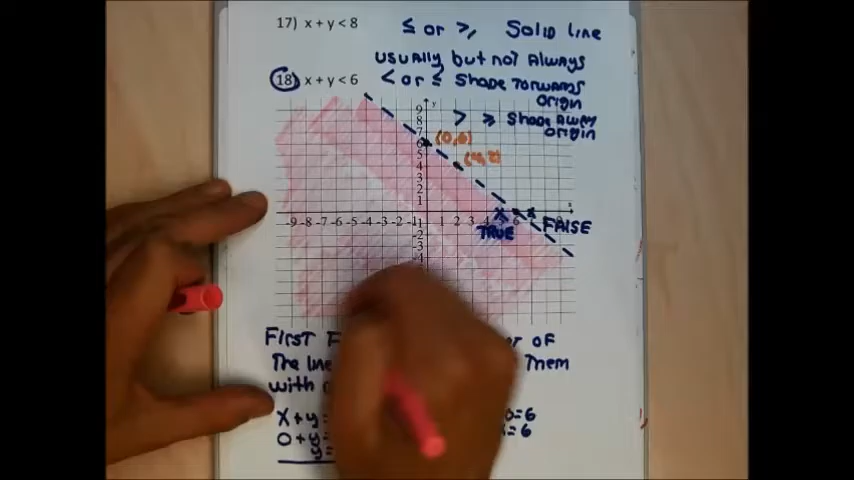 17) x + y < 8
≤ or ≥, Solid Line
usually but not Always
18) x + y < 6
< or ≤ Shade Towards
origin
> ≥ Shade Away
origin
9
8
7
6
5
4
3
2
1
y
x
(0,6)
-9 -8 -7 -6 -5 -4 -3 -2 -1
1 2 3 4
-1
-2
-3
-4
TRUE
FALSE
First
of
The line
Them
with
x + y =
0 = 6
0 + y =
= 6
y =